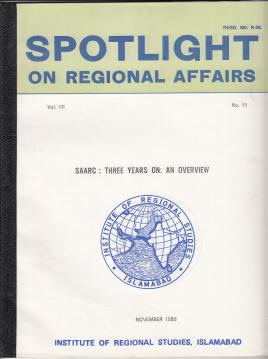 REGD. NO. R-36.
SPOTLIGHT
ON REGIONAL AFFAIRS
Vol. VII
No. 11
SAARC : THREE YEARS ON: AN OVERVIEW
INSTITUTE OF REGIONAL STUDIES
ISLAMABAD
NOVEMBER 1988
INSTITUTE OF REGIONAL STUDIES, ISLAMABAD